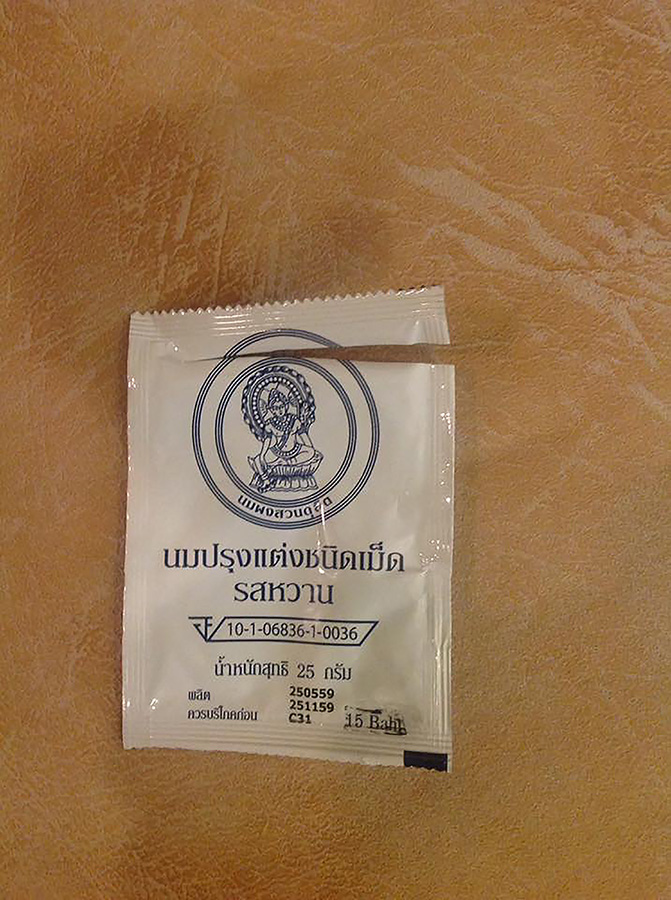 นมผงสวนดุสิต
นมปรุงแต่งชนิดเม็ด
รสหวาน
10-1-06836-1-0036
น้ำหนักสุทธิ 25 กรัม
ผลิต 250559
ควรบริโภคก่อน 251159
C31
15 Baht